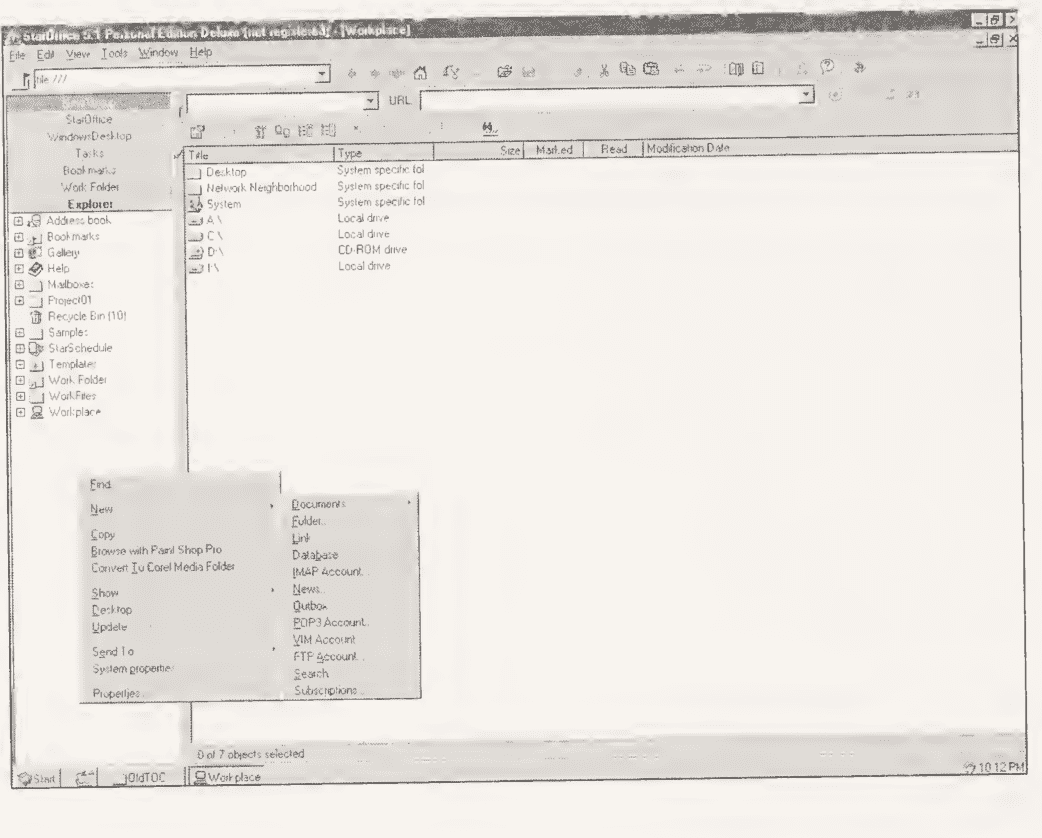 StarOffice 5.1 Personal Edition Deluxe [not registered] - [Workplace]
File Edit View Tools Window Help
file:///
URL
StarOffice
Windows Desktop
Tasks
Bookmarks
Work Folder
Explorer
Address book
Bookmarks
Gallery
Help
Mailboxes
Project01
Recycle Bin (10)
Samples
StarSchedule
Templates
Work Folder
WorkFiles
Workplace
Title Type Size Marked Read Modification Date
Desktop System specific fol
Network Neighborhood System specific fol
System System specific fol
A:\ Local drive
C:\ Local drive
D:\ CD-ROM drive
Local drive
Find
New
Copy
Browse with Paint Shop Pro
Convert To Corel Media Folder
Show
Desktop
Update
Send To
System properties
Properties...
Documents
Folder...
Link
Database
IMAP Account...
News...
Outbox
POP3 Account...
VIM Account
FTP Account...
Search
Subscriptions...
0 of 7 objects selected
Start OldTOC Workplace 10:12 PM